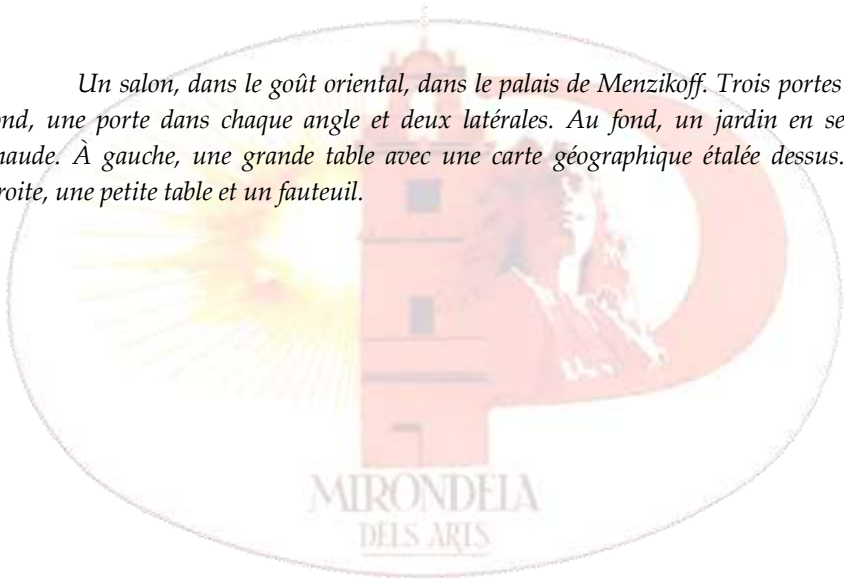 Un salon, dans le goût oriental, dans le palais de Menzikoff. Trois portes
ond, une porte dans chaque angle et deux latérales. Au fond, un jardin en se
haude. À gauche, une grande table avec une carte géographique étalée dessus.
roite, une petite table et un fauteuil.
MIRONDELA
DELS ARTS